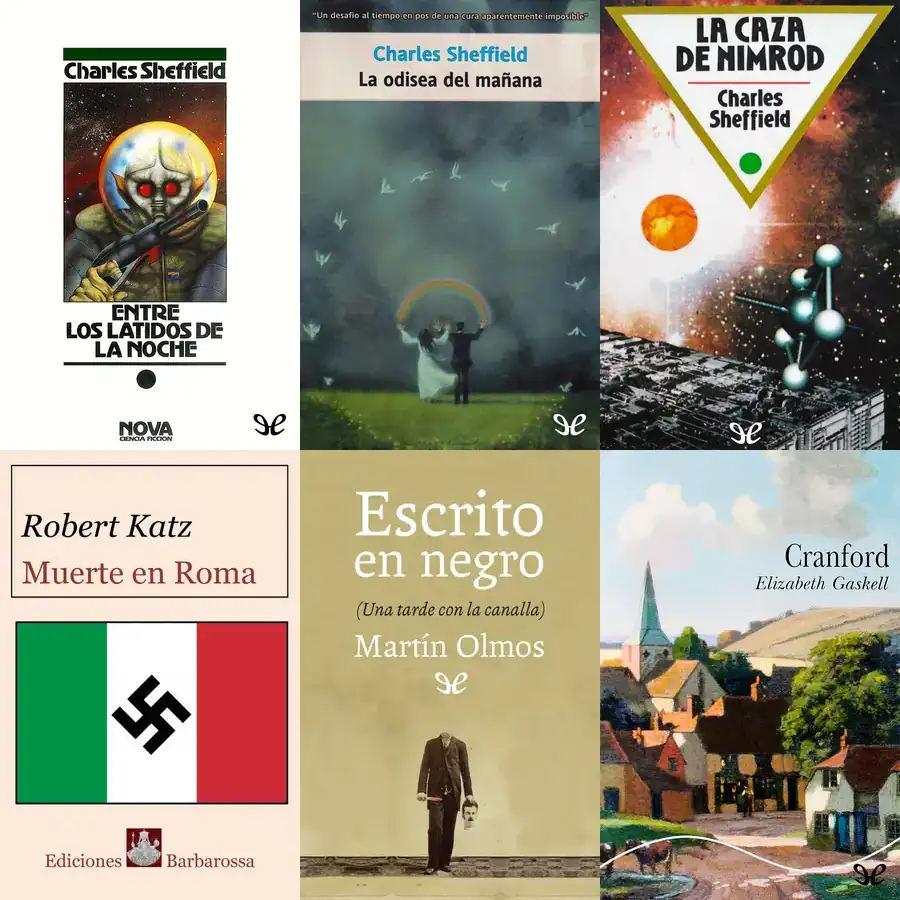 Charles Sheffield
ENTRE
LOS LATIDOS DE
LA NOCHE
NOVA
CIENCIA FICCION
"Un desafío al tiempo en pos de una cura aparentemente imposible"
Charles Sheffield
La odisea del mañana
LA CAZA
DE NIMROD
Charles
Sheffield
Robert Katz
Muerte en Roma
Ediciones Barbarossa
Escrito
en negro
(Una tarde con la canalla)
Martín Olmos
Cranford
Elizabeth Gaskell